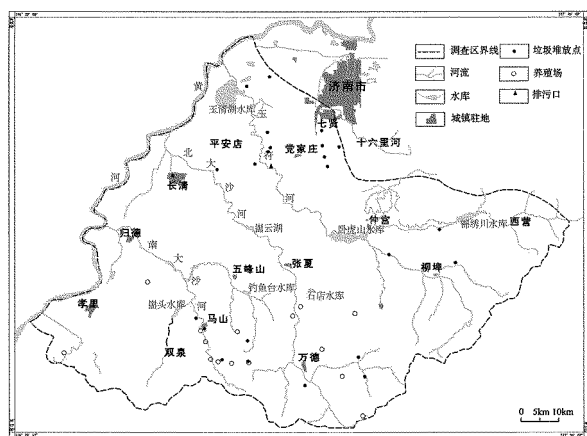 调查区界线
垃圾堆放点
河流
养殖场
水库
排污口
城镇驻地
济南市
黄
河
玉清湖水库
玉
符
河
七贤
十六里河
平安店
党家庄
北
大
沙
河
长清
崮云湖
仲宫
卧虎山水库
锦绣川水库
西营
归德
南
大
沙
河
五峰山
张夏
柳埠
钓鱼台水库
石店水库
孝里
崮头水库
马山
双泉
万德
0 5km 10km